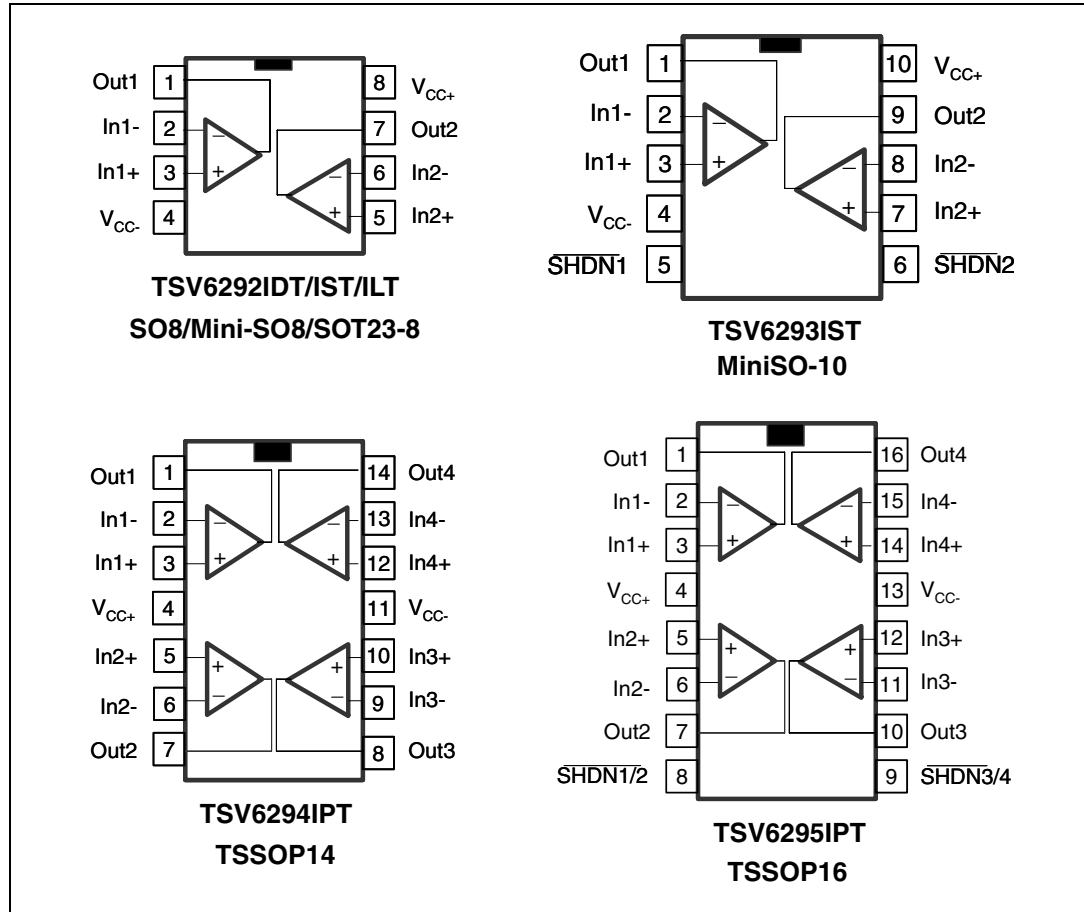 Out1 1 8 VCC+
In1- 2 − 7 Out2
In1+ 3 + − 6 In2-
VCC- 4 + 5 In2+
TSV6292IDT/IST/ILT
SO8/Mini-SO8/SOT23-8
Out1 1 10 VCC+
In1- 2 − 9 Out2
In1+ 3 + − 8 In2-
VCC- 4 + 7 In2+
SHDN1 5 6 SHDN2
TSV6293IST
MiniSO-10
Out1 1 14 Out4
In1- 2 − − 13 In4-
In1+ 3 + + 12 In4+
VCC+ 4 11 VCC-
In2+ 5 + + 10 In3+
In2- 6 − − 9 In3-
Out2 7 8 Out3
TSV6294IPT
TSSOP14
Out1 1 16 Out4
In1- 2 − − 15 In4-
In1+ 3 + + 14 In4+
VCC+ 4 13 VCC-
In2+ 5 + + 12 In3+
In2- 6 − − 11 In3-
Out2 7 10 Out3
SHDN1/2 8 9 SHDN3/4
TSV6295IPT
TSSOP16